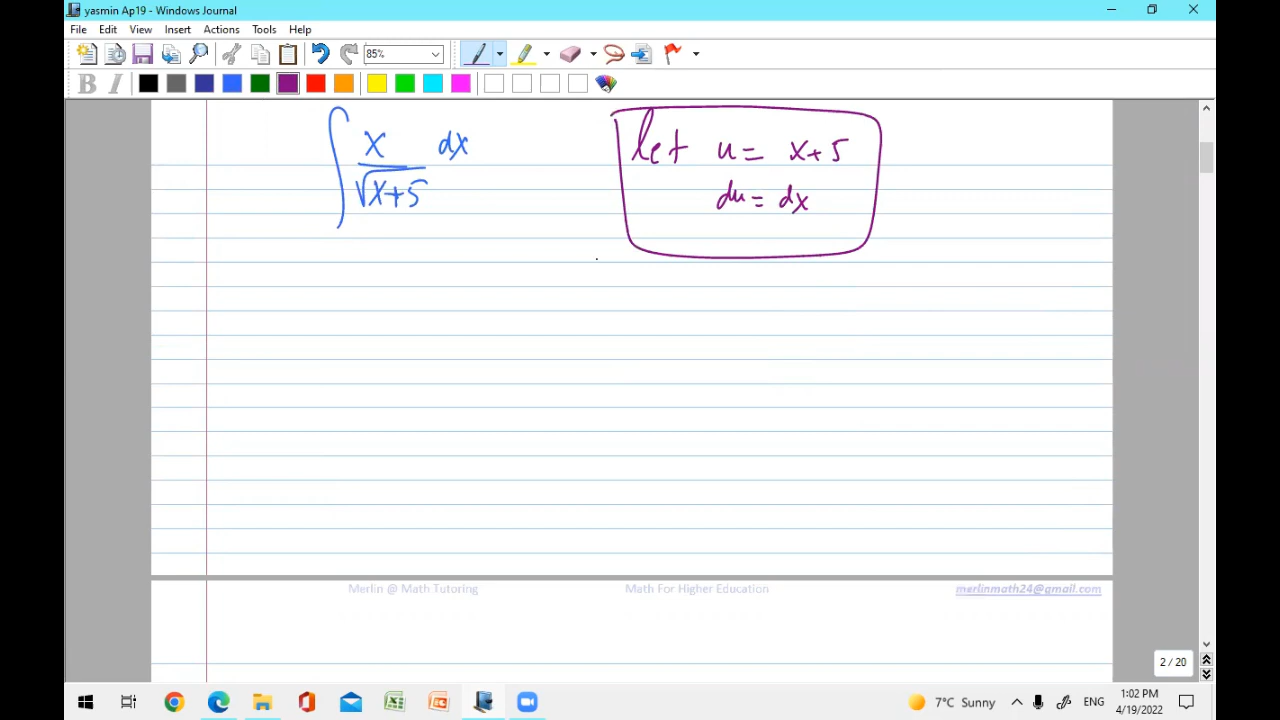 yasmin Ap19 - Windows Journal
File Edit View Insert Actions Tools Help
85%
B I
∫ x/√x+5 dx
let u = x+5
du = dx
Merlin @ Math Tutoring Math For Higher Education merlinmath24@gmail.com
2 / 20
7°C Sunny ENG 1:02 PM
4/19/2022